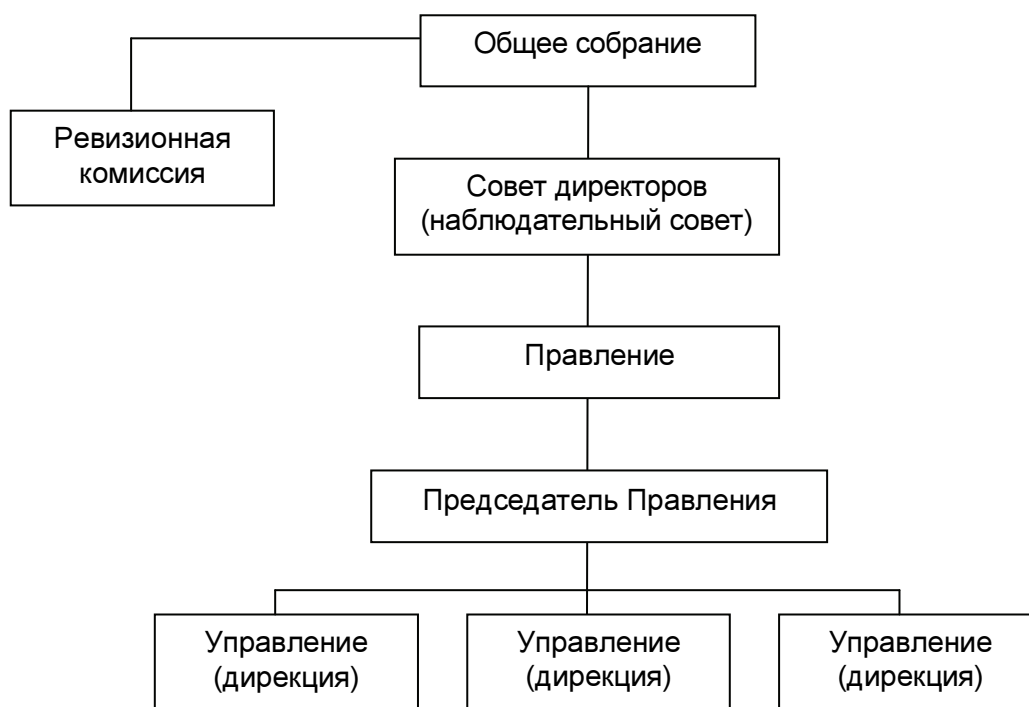 Общее собрание
Ревизионная
комиссия
Совет директоров
(наблюдательный совет)
Правление
Председатель Правления
Управление
(дирекция)
Управление
(дирекция)
Управление
(дирекция)